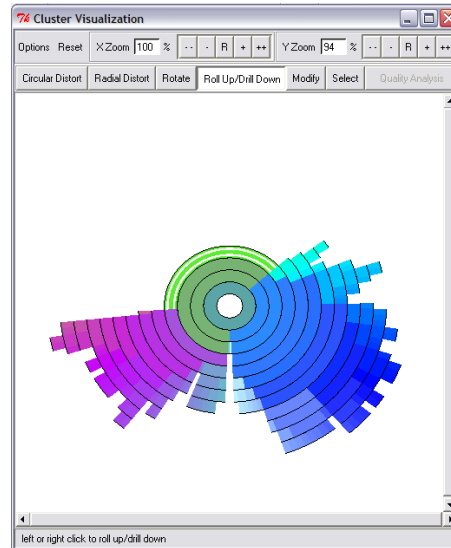 Cluster Visualization
Options Reset X Zoom 100 % -- - R + ++ Y Zoom 94 % -- - R + ++
Circular Distort Radial Distort Rotate Roll Up/Drill Down Modify Select Quality Analysis
left or right click to roll up/drill down